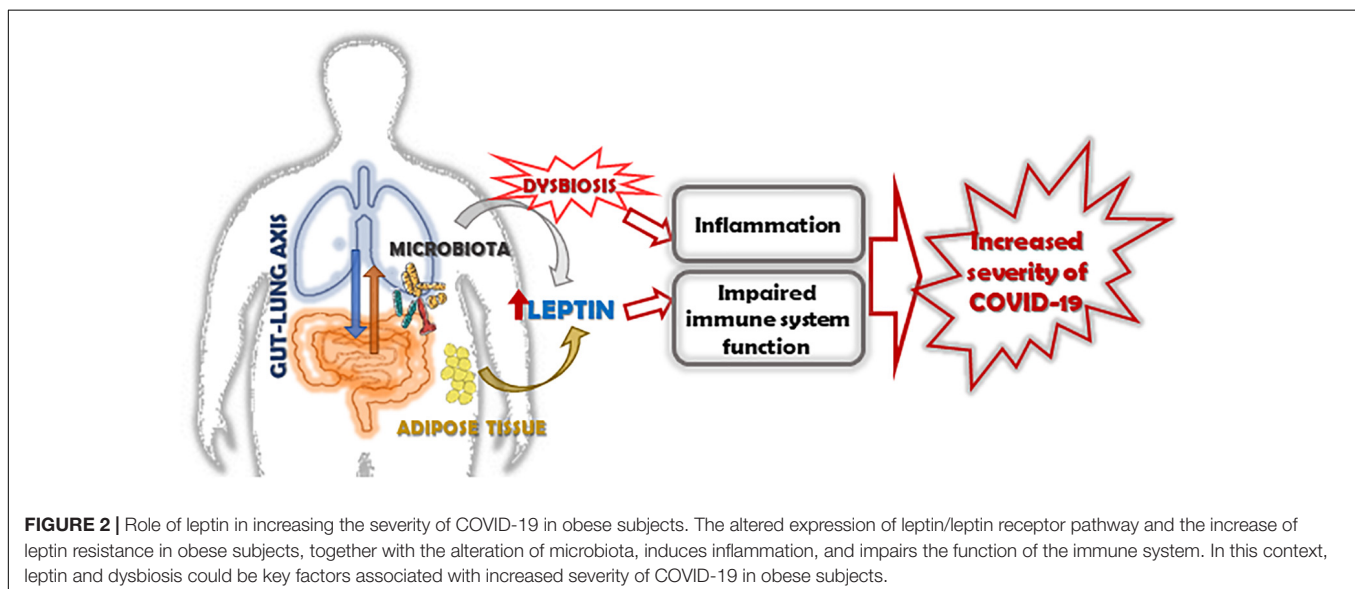 GUT-LUNG AXIS
MICROBIOTA
DYSBIOSIS
LEPTIN
ADIPOSE TISSUE
Inflammation
Impaired
immune system
function
Increased
severity of
COVID-19
FIGURE 2 | Role of leptin in increasing the severity of COVID-19 in obese subjects. The altered expression of leptin/leptin receptor pathway and the increase of
leptin resistance in obese subjects, together with the alteration of microbiota, induces inflammation, and impairs the function of the immune system. In this context,
leptin and dysbiosis could be key factors associated with increased severity of COVID-19 in obese subjects.